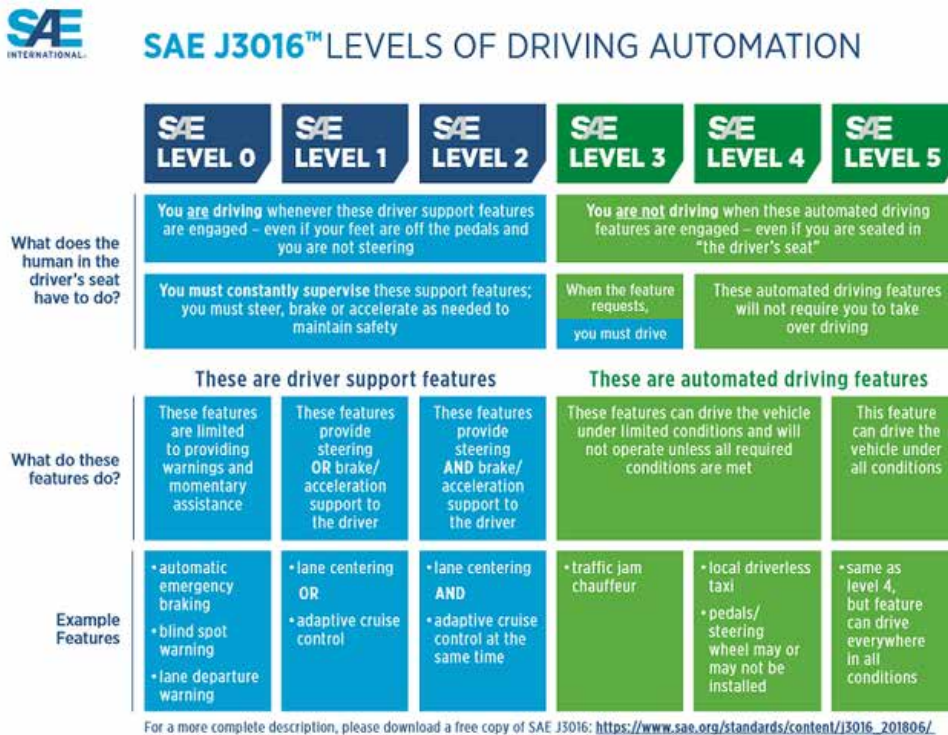 SAE
INTERNATIONAL®
SAE J3016™ LEVELS OF DRIVING AUTOMATION
SAE
LEVEL 0
SAE
LEVEL 1
SAE
LEVEL 2
SAE
LEVEL 3
SAE
LEVEL 4
SAE
LEVEL 5
What does the
human in the
driver's seat
have to do?
You are driving whenever these driver support features
are engaged – even if your feet are off the pedals and
you are not steering
You are not driving when these automated driving
features are engaged – even if you are seated in
"the driver's seat"
You must constantly supervise these support features;
you must steer, brake or accelerate as needed to
maintain safety
When the feature
requests,
you must drive
These automated driving features
will not require you to take
over driving
These are driver support features
These are automated driving features
What do these
features do?
These features
are limited
to providing
warnings and
momentary
assistance
These features
provide
steering
OR brake/
acceleration
support to
the driver
These features
provide
steering
AND brake/
acceleration
support to
the driver
These features can drive the vehicle
under limited conditions and will
not operate unless all required
conditions are met
This feature
can drive the
vehicle under
all conditions
Example
Features
• automatic
emergency
braking
• blind spot
warning
• lane departure
warning
• lane centering
OR
• adaptive cruise
control
• lane centering
AND
• adaptive cruise
control at the
same time
• traffic jam
chauffeur
• local driverless
taxi
• pedals/
steering
wheel may or
may not be
installed
• same as
level 4,
but feature
can drive
everywhere
in all
conditions
For a more complete description, please download a free copy of SAE J3016: https://www.sae.org/standards/content/j3016_201806/